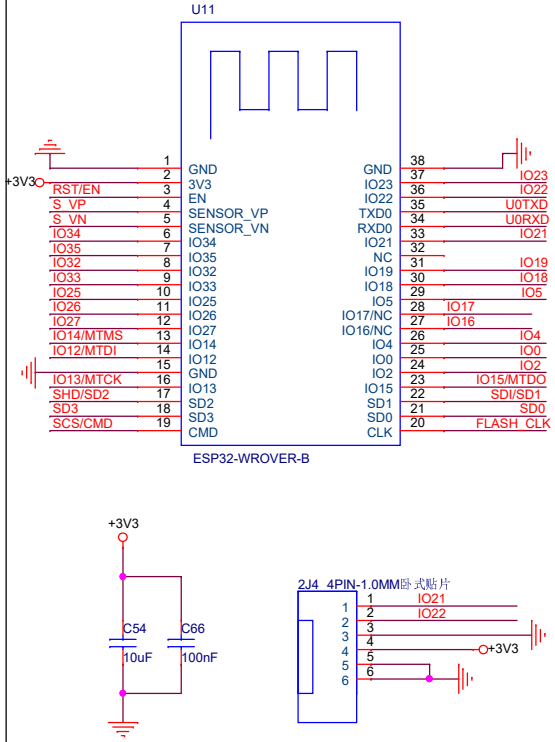 U11
1 GND GND 38
+3V3 2 3V3 IO23 37 IO23
RST/EN 3 EN IO22 36 IO22
S_VP 4 SENSOR_VP TXD0 35 U0TXD
S_VN 5 SENSOR_VN RXD0 34 U0RXD
IO34 6 IO34 IO21 33 IO21
IO35 7 IO35 NC 32
IO32 8 IO32 IO19 31 IO19
IO33 9 IO33 IO18 30 IO18
IO25 10 IO25 IO5 29 IO5
IO26 11 IO26 IO17/NC 28 IO17
IO27 12 IO27 IO16/NC 27 IO16
IO14/MTMS 13 IO14 IO4 26 IO4
IO12/MTDI 14 IO12 IO0 25 IO0
15 GND IO2 24 IO2
IO13/MTCK 16 IO13 IO15 23 IO15/MTDO
SHD/SD2 17 SD2 SD1 22 SDI/SD1
SD3 18 SD3 SD0 21 SD0
SCS/CMD 19 CMD CLK 20 FLASH_CLK
ESP32-WROVER-B
+3V3
C54 C66
10uF 100nF
2J4 4PIN-1.0MM卧式贴片
1 1 IO21
2 2 IO22
3 3
4 4 +3V3
5 5
6 6